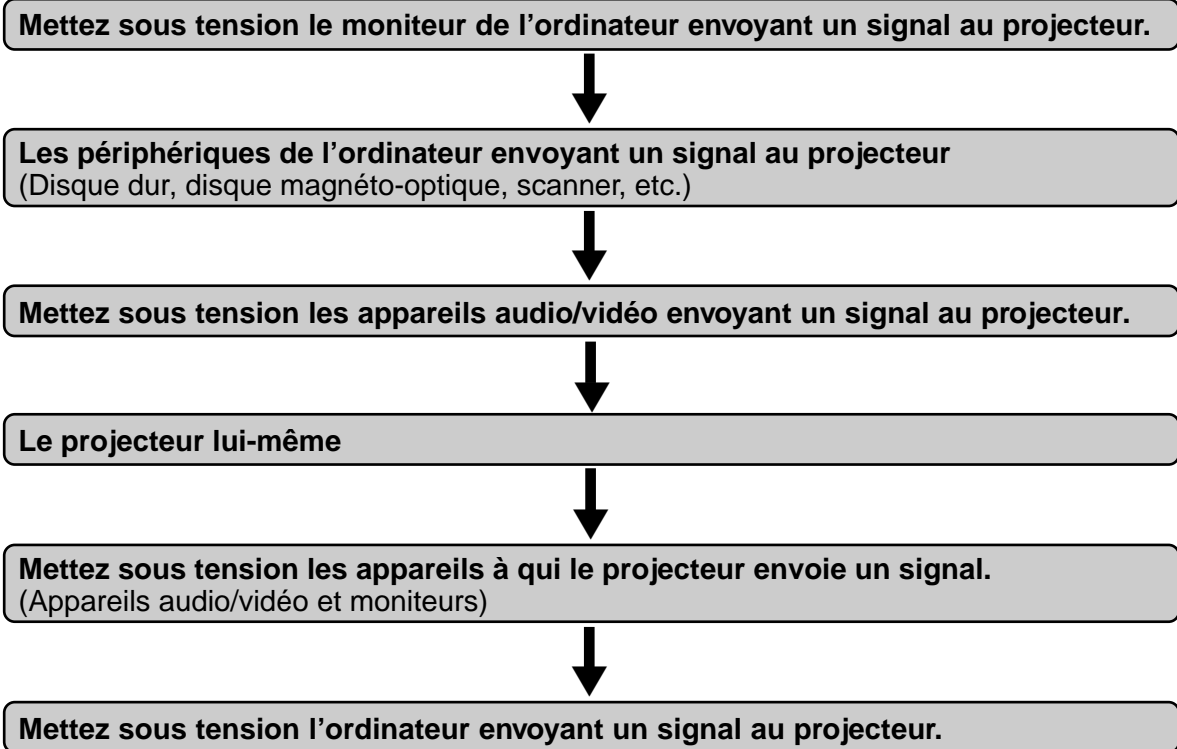 Mettez sous tension le moniteur de l’ordinateur envoyant un signal au projecteur.
Les périphériques de l’ordinateur envoyant un signal au projecteur
(Disque dur, disque magnéto-optique, scanner, etc.)
Mettez sous tension les appareils audio/vidéo envoyant un signal au projecteur.
Le projecteur lui-même
Mettez sous tension les appareils à qui le projecteur envoie un signal.
(Appareils audio/vidéo et moniteurs)
Mettez sous tension l’ordinateur envoyant un signal au projecteur.